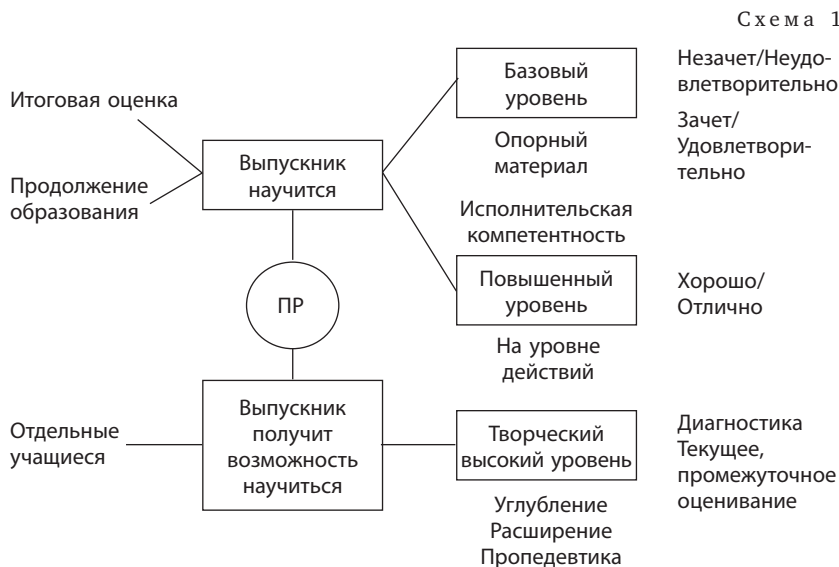 Схема 1
Итоговая оценка
Продолжение
образования
Выпускник
научится
Базовый
уровень
Опорный
материал
Незачет/Неудо-
влетворительно
Зачет/
Удовлетвори-
тельно
Исполнительская
компетентность
Повышенный
уровень
На уровне
действий
Хорошо/
Отлично
ПР
Отдельные
учащиеся
Выпускник
получит
возможность
научиться
Творческий
высокий уровень
Углубление
Расширение
Пропедевтика
Диагностика
Текущее,
промежуточное
оценивание